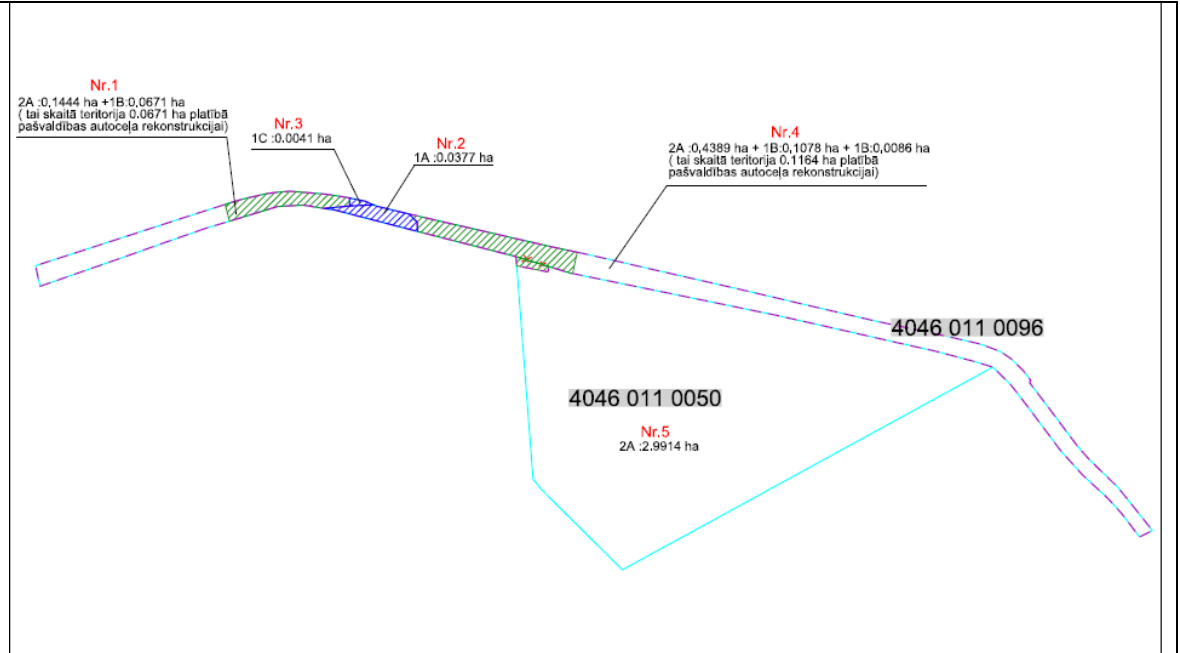 Nr.1
2A :0,1444 ha +1B:0,0671 ha
( tai skaitā teritorija 0.0671 ha platībā
pašvaldības autoceļa rekonstrukcijai)
Nr.3
1C :0.0041 ha
Nr.2
1A :0.0377 ha
Nr.4
2A :0,4389 ha + 1B:0,1078 ha + 1B:0,0086 ha
( tai skaitā teritorija 0.1164 ha platībā
pašvaldības autoceļa rekonstrukcijai)
4046 011 0096
4046 011 0050
Nr.5
2A :2.9914 ha